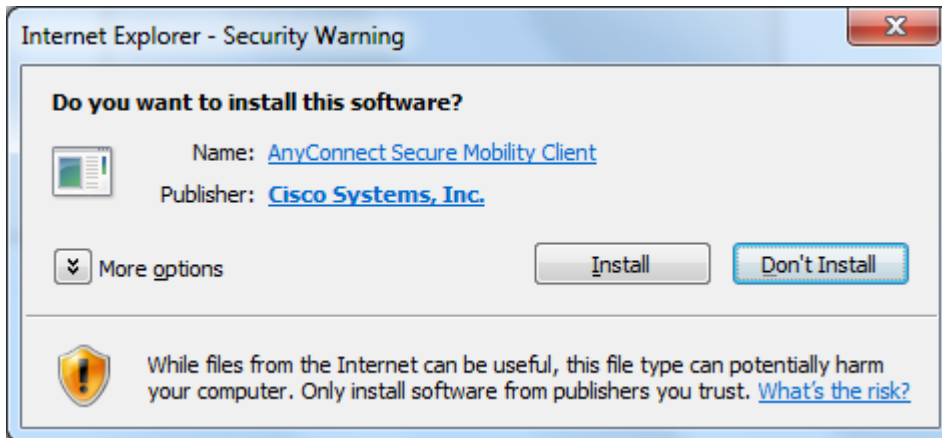 Internet Explorer - Security Warning
Do you want to install this software?
Name: AnyConnect Secure Mobility Client
Publisher: Cisco Systems, Inc.
More options
Install
Don't Install
While files from the Internet can be useful, this file type can potentially harm
your computer. Only install software from publishers you trust. What's the risk?